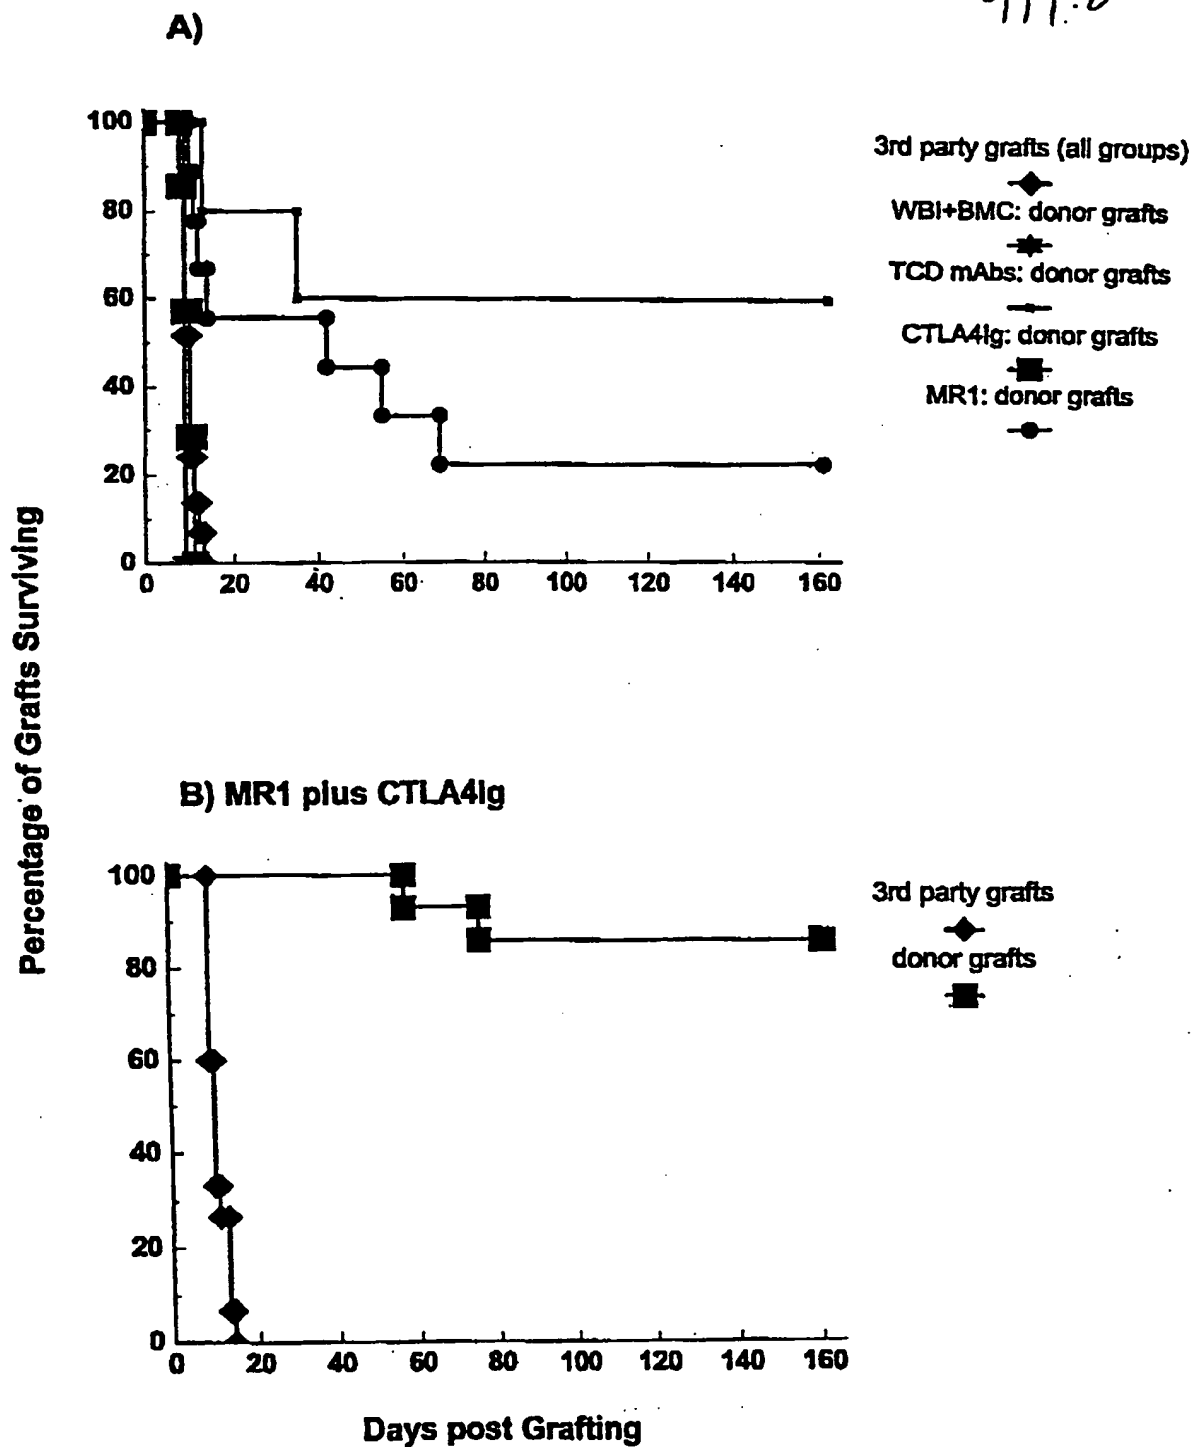 A)
100
80
60
40
20
0
0 20 40 60 80 100 120 140 160
3rd party grafts (all groups)
WBI+BMC: donor grafts
TCD mAbs: donor grafts
CTLA4Ig: donor grafts
MR1: donor grafts
Percentage of Grafts Surviving
B) MR1 plus CTLA4Ig
100
80
60
40
20
0
0 20 40 60 80 100 120 140 160
3rd party grafts
donor grafts
Days post Grafting